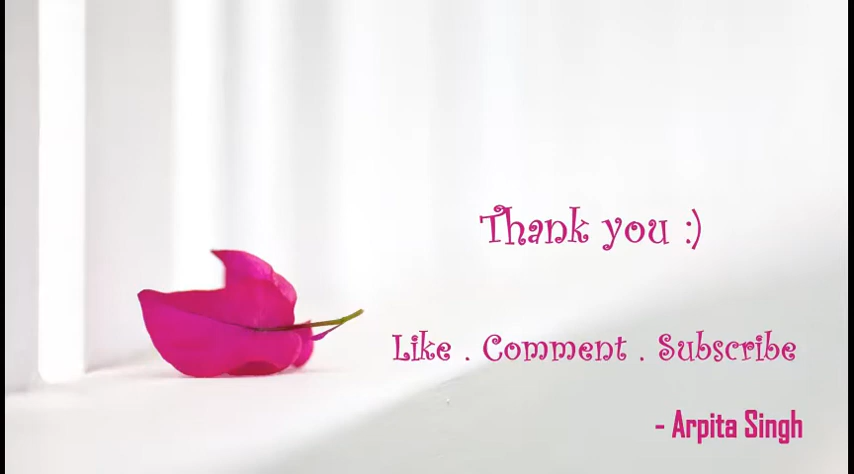 Thank you :)
Like . Comment . Subscribe
- Arpita Singh